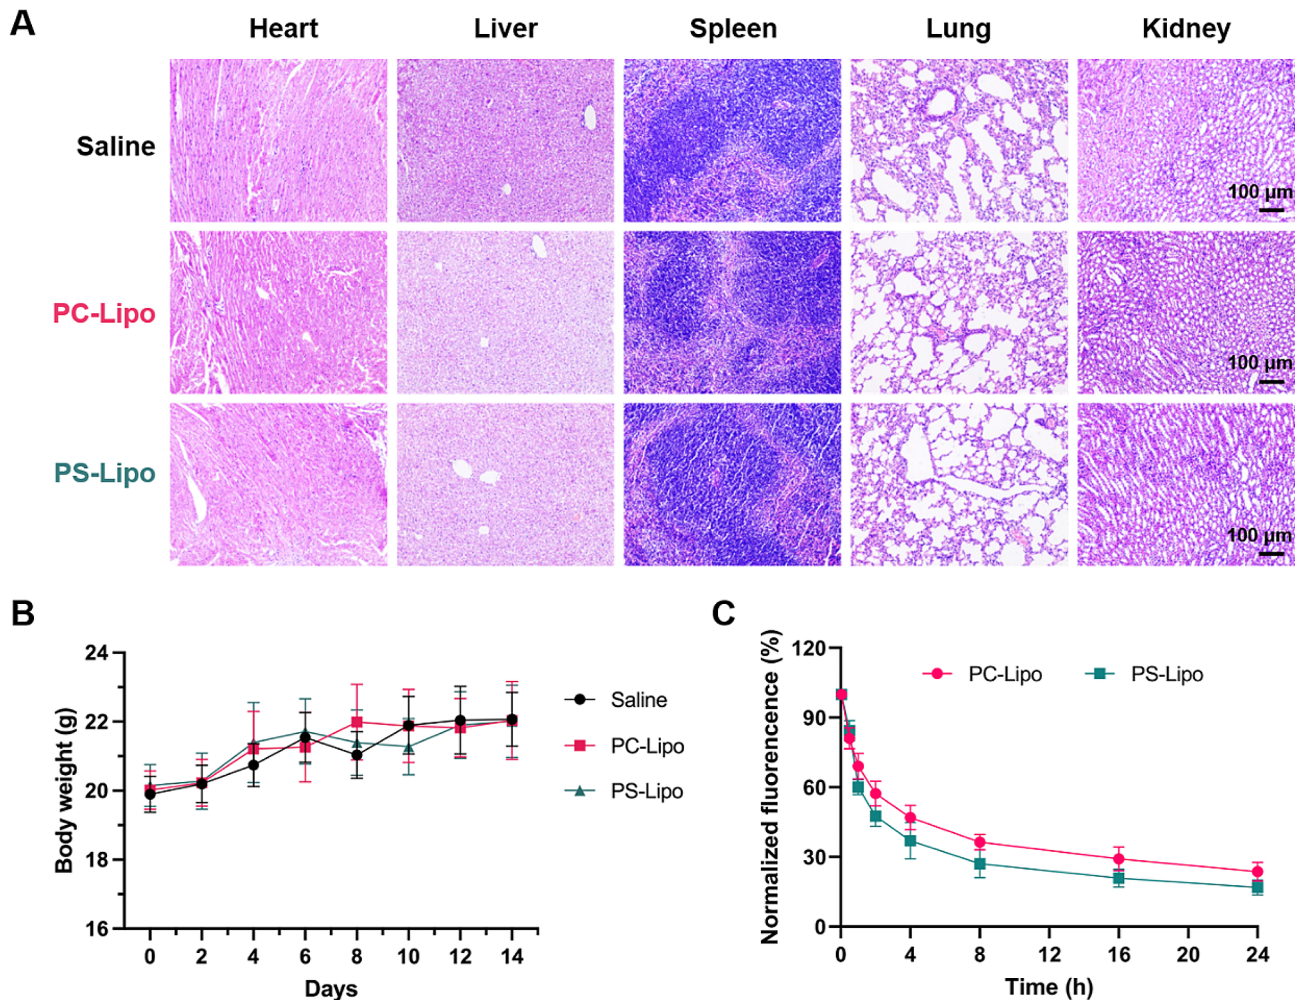 A
Heart Liver Spleen Lung Kidney
Saline
100 μm
PC-Lipo
100 μm
PS-Lipo
100 μm
B
24
22
20
18
16
Body weight (g)
0 2 4 6 8 10 12 14
Days
Saline
PC-Lipo
PS-Lipo
C
120
90
60
30
0
Normalized fluorencence (%)
PC-Lipo PS-Lipo
0 4 8 12 16 20 24
Time (h)